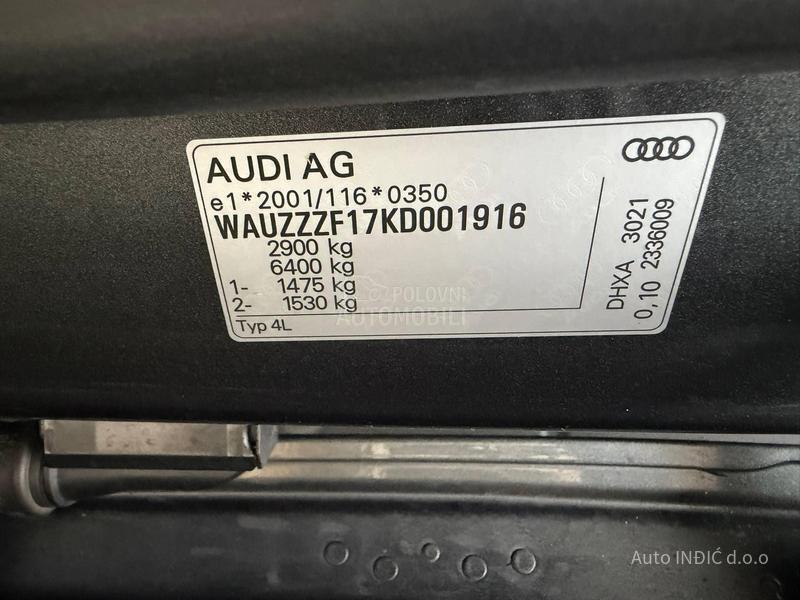 AUDI AG
e1*2001/116*0350
WAUZZZF17KD001916
2900 kg
6400 kg
1- 1475 kg
2- 1530 kg
Typ 4L
DHXA 3021
0,10 2336009
POLOVNI
AUTOMOBILI
Auto INĐIĆ d.o.o